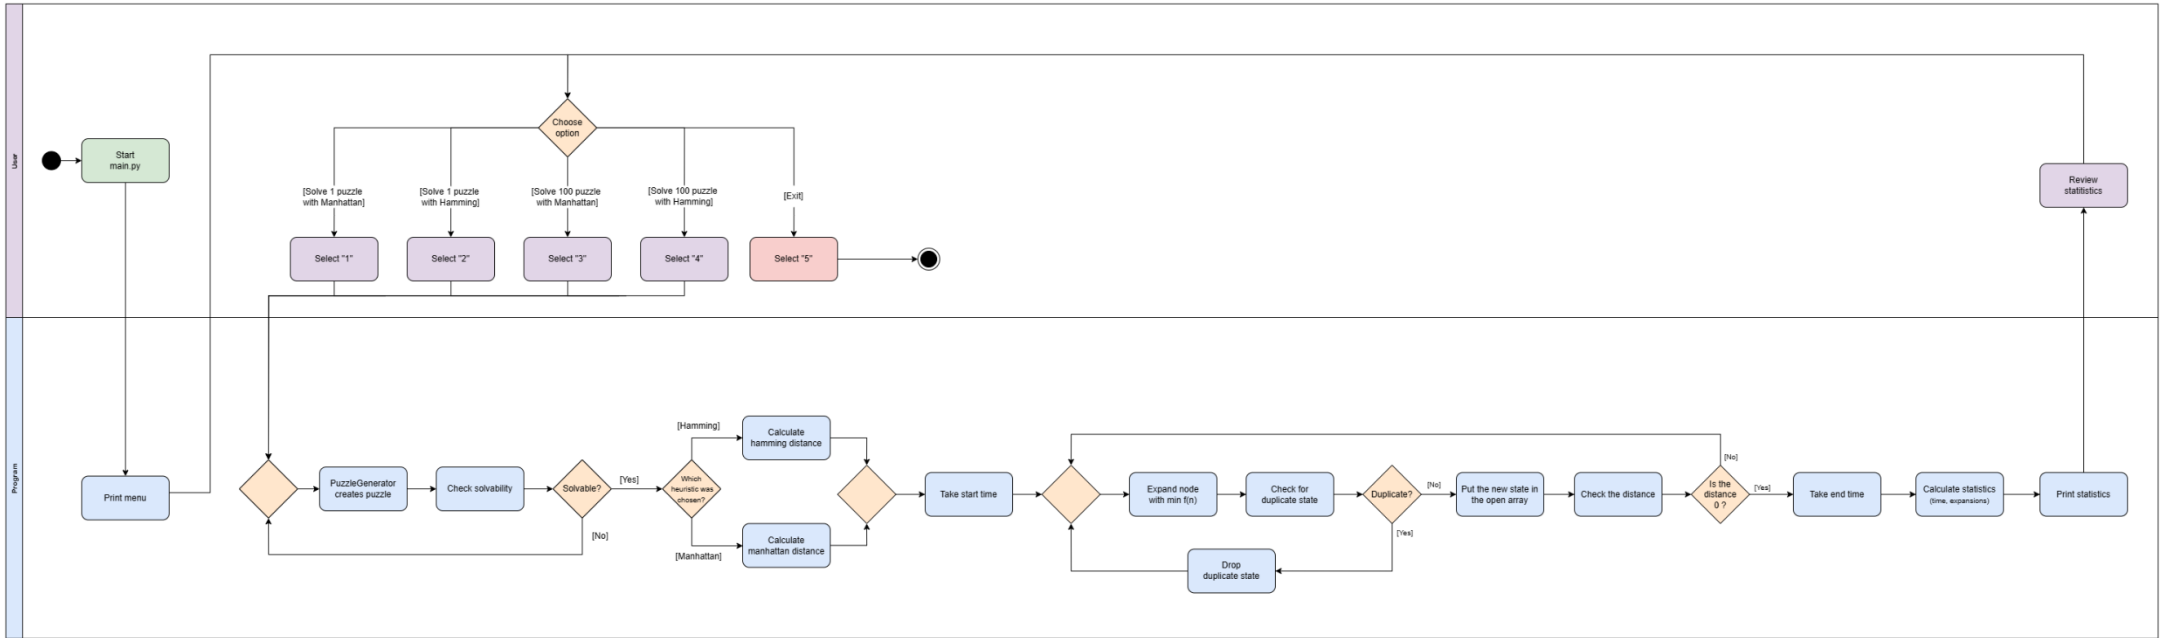 User
Start
main.py
Choose
option
[Solve 1 puzzle
with Manhattan]
[Solve 1 puzzle
with Hamming]
[Solve 100 puzzle
with Manhattan]
[Solve 100 puzzle
with Hamming]
[Exit]
Select "1"
Select "2"
Select "3"
Select "4"
Select "5"
Review
statitistics
Program
Print menu
PuzzleGenerator
creates puzzle
Check solvability
Solvable?
[Yes]
[No]
Which
heuristic was
chosen?
[Hamming]
[Manhattan]
Calculate
hamming distance
Calculate
manhattan distance
Take start time
Expand node
with min f(n)
Check for
duplicate state
Duplicate?
[No]
[Yes]
Drop
duplicate state
Put the new state in
the open array
Check the distance
Is the
distance
0 ?
[No]
[Yes]
Take end time
Calculate statistics
(time, expansions)
Print statistics